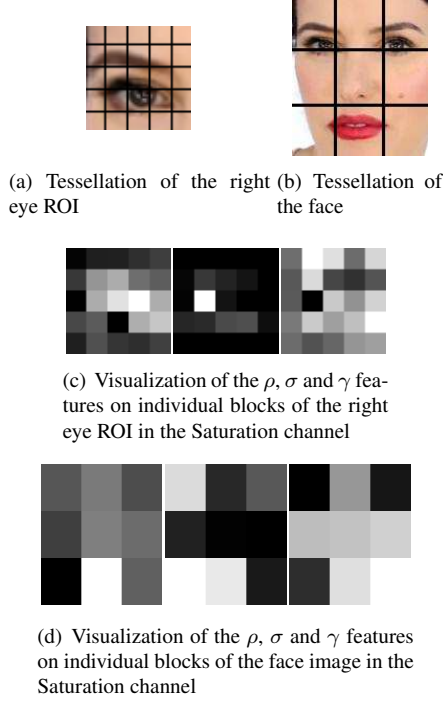 (a) Tessellation of the right eye ROI
(b) Tessellation of the face
(c) Visualization of the ρ, σ and γ fea-
tures on individual blocks of the right
eye ROI in the Saturation channel
(d) Visualization of the ρ, σ and γ features
on individual blocks of the face image in the
Saturation channel